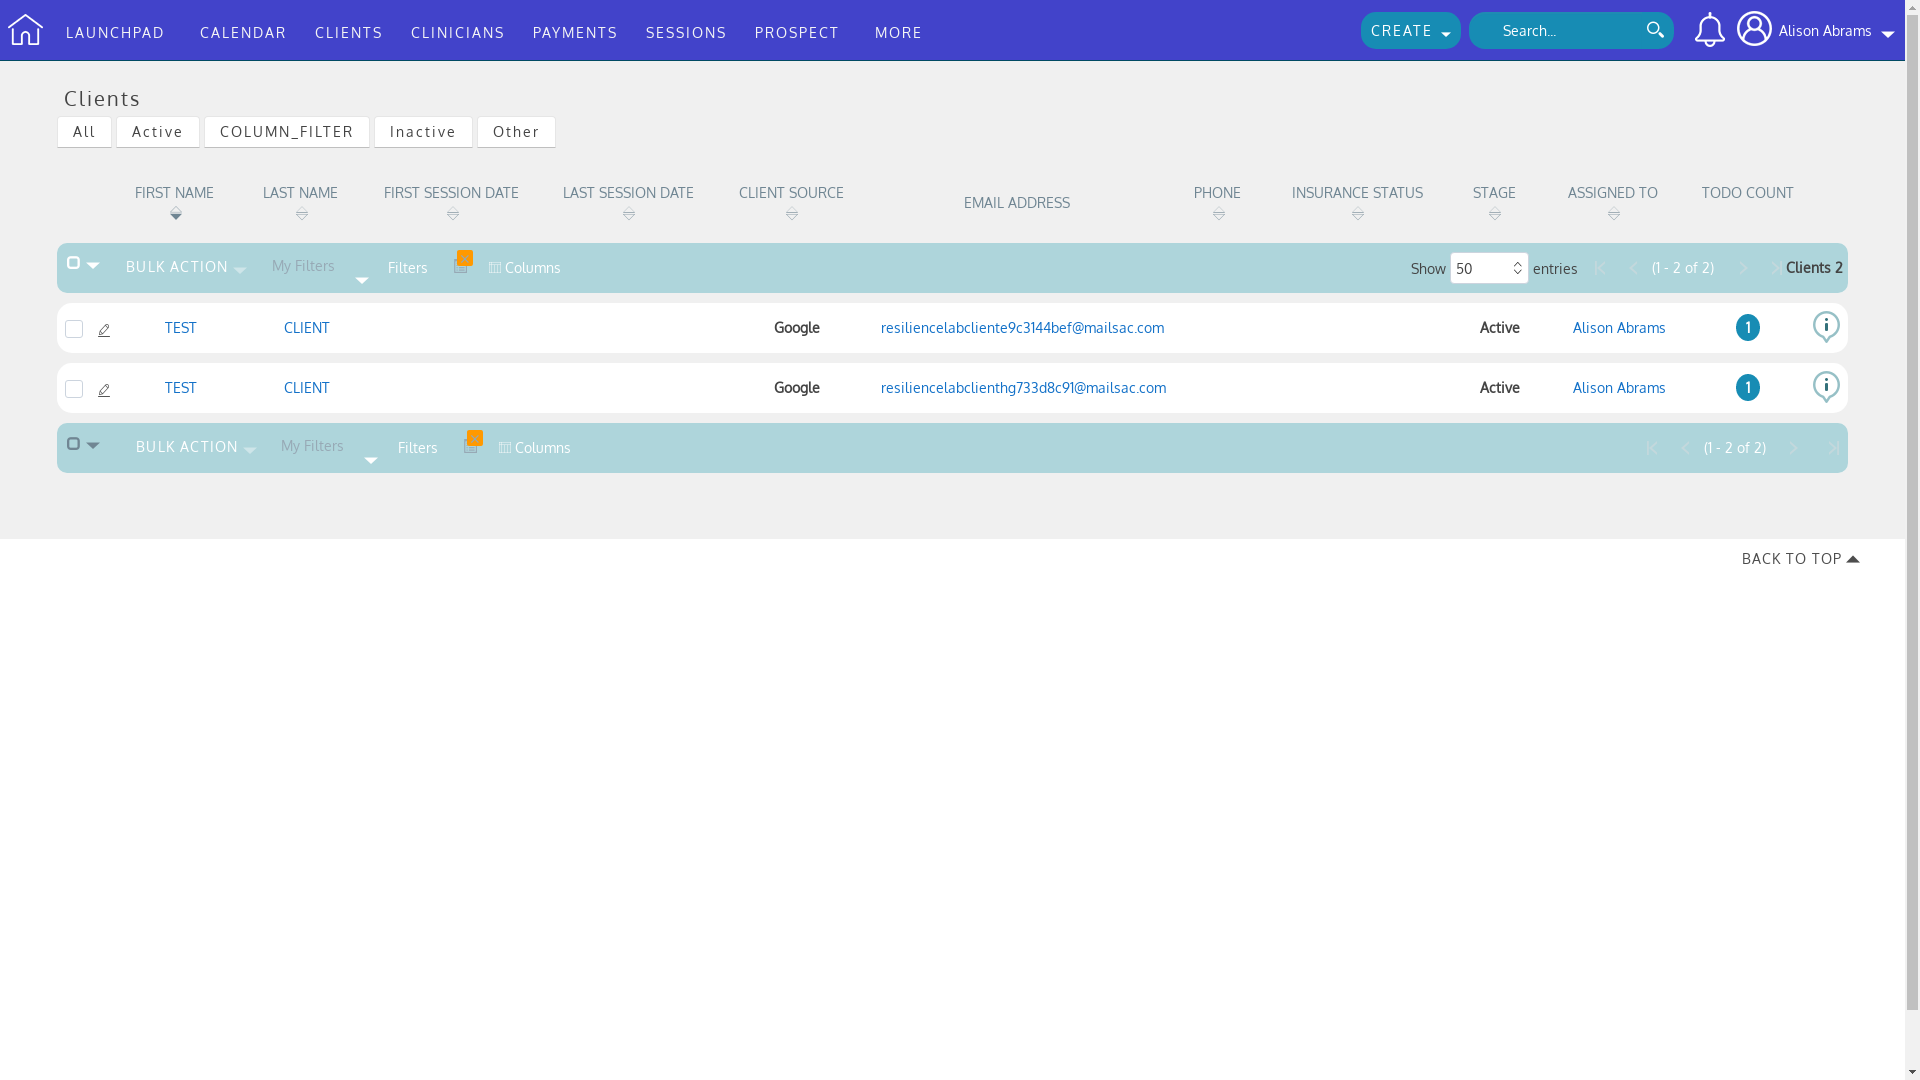 LAUNCHPAD CALENDAR CLIENTS CLINICIANS PAYMENTS SESSIONS PROSPECT MORE CREATE Search... Alison Abrams
Clients
All Active COLUMN_FILTER Inactive Other
FIRST NAME LAST NAME FIRST SESSION DATE LAST SESSION DATE CLIENT SOURCE EMAIL ADDRESS PHONE INSURANCE STATUS STAGE ASSIGNED TO TODO COUNT
BULK ACTION My Filters Filters Columns Show 50 entries (1 - 2 of 2) Clients 2
TEST CLIENT Google resiliencelabcliente9c3144bef@mailsac.com Active Alison Abrams 1
TEST CLIENT Google resiliencelabclienthg733d8c91@mailsac.com Active Alison Abrams 1
BULK ACTION My Filters Filters Columns (1 - 2 of 2)
BACK TO TOP